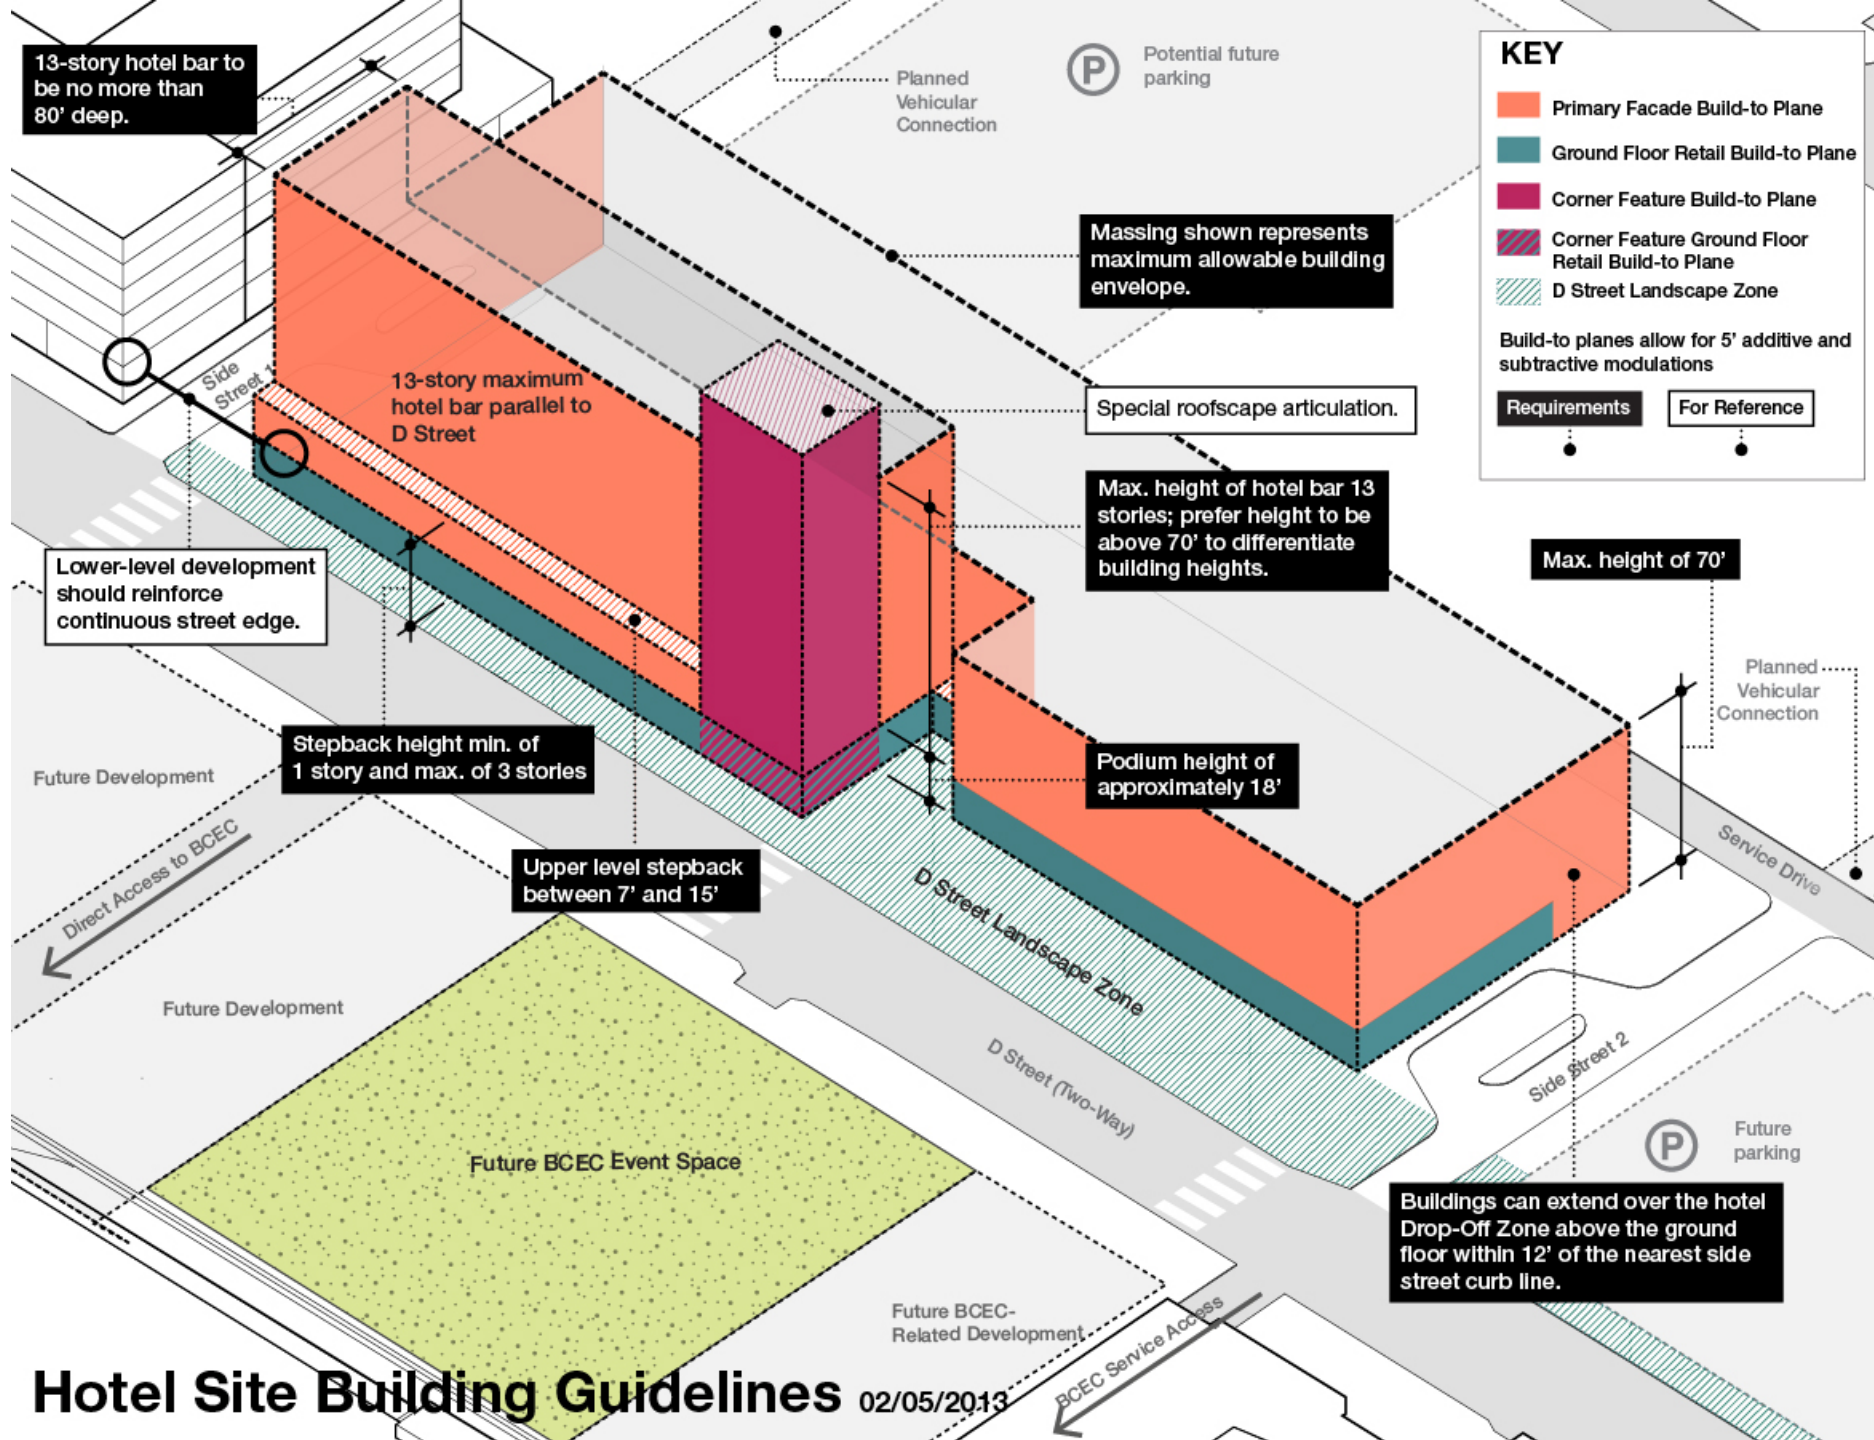 13-story hotel bar to
be no more than
80’ deep.
Planned
Vehicular
Connection
P
Potential future
parking
KEY
Primary Facade Build-to Plane
Ground Floor Retail Build-to Plane
Corner Feature Build-to Plane
Corner Feature Ground Floor
Retail Build-to Plane
D Street Landscape Zone
Build-to planes allow for 5’ additive and
subtractive modulations
Requirements
For Reference
Massing shown represents
maximum allowable building
envelope.
Side
Street 1
13-story maximum
hotel bar parallel to
D Street
Special roofscape articulation.
Max. height of hotel bar 13
stories; prefer height to be
above 70’ to differentiate
building heights.
Max. height of 70’
Lower-level development
should reinforce
continuous street edge.
Planned
Vehicular
Connection
Stepback height min. of
1 story and max. of 3 stories
Podium height of
approximately 18’
Future Development
Service Drive
Direct Access to BCEC
Upper level stepback
between 7’ and 15’
D Street Landscape Zone
Future Development
D Street (Two-Way)
Side Street 2
P
Future
parking
Future BCEC Event Space
Buildings can extend over the hotel
Drop-Off Zone above the ground
floor within 12’ of the nearest side
street curb line.
Future BCEC-
Related Development
BCEC Service Access
Hotel Site Building Guidelines 02/05/2013